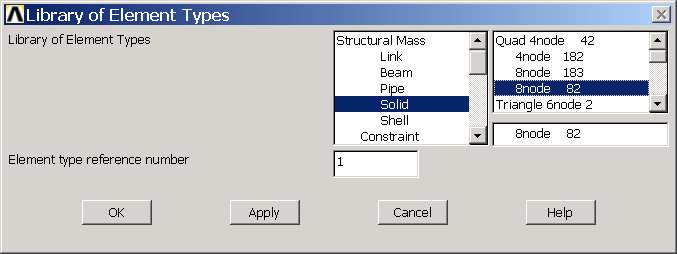 Library of Element Types
Library of Element Types
Structural Mass
Link
Beam
Pipe
Solid
Shell
Constraint
Quad 4node 42
4node 182
8node 183
8node 82
Triangle 6node 2
8node 82
Element type reference number
1
OK
Apply
Cancel
Help